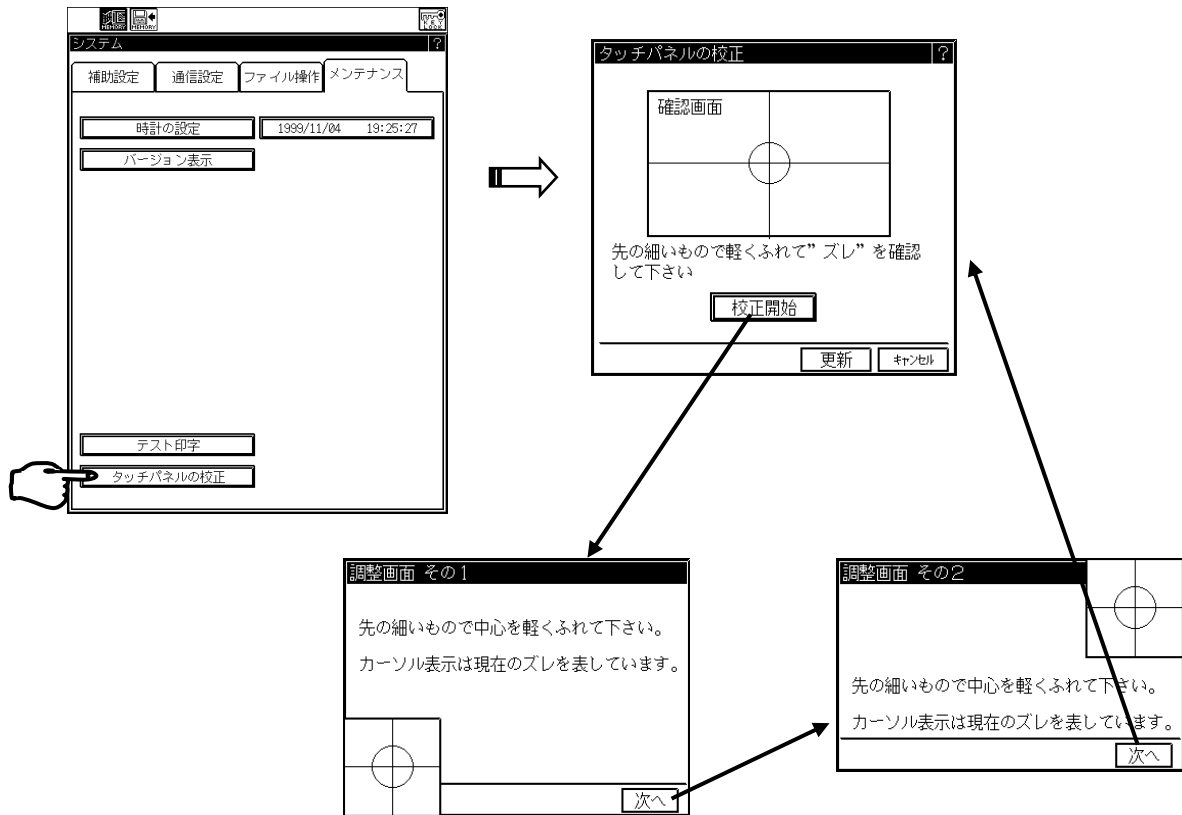 MEMORY MEMORY KEY LOCK
システム ?
補助設定 通信設定 ファイル操作 メンテナンス
時計の設定 1999/11/04 19:25:27
バージョン表示
テスト印字
タッチパネルの校正
タッチパネルの校正 ?
確認画面
先の細いもので軽くふれて”ズレ”を確認
して下さい
校正開始
更新 キャンセル
調整画面 その1
先の細いもので中心を軽くふれて下さい。
カーソル表示は現在のズレを表しています。
次へ
調整画面 その2
先の細いもので中心を軽くふれて下さい。
カーソル表示は現在のズレを表しています。
次へ